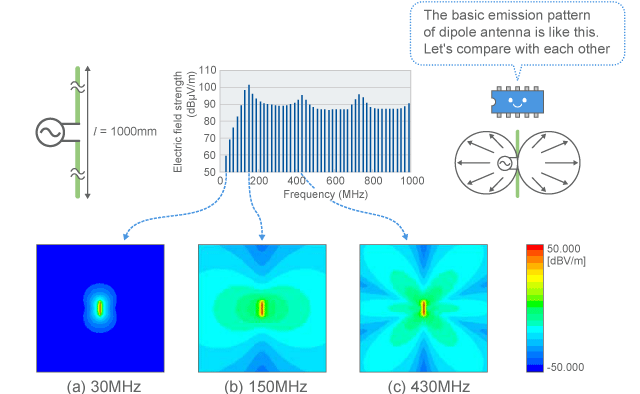 The basic emission pattern
of dipole antenna is like this.
Let's compare with each other
l = 1000mm
Electric field strength
(dBμV/m)
110
100
90
80
70
60
50
0
200
400
600
800
1000
Frequency (MHz)
50.000
[dBV/m]
-50.000
(a) 30MHz
(b) 150MHz
(c) 430MHz